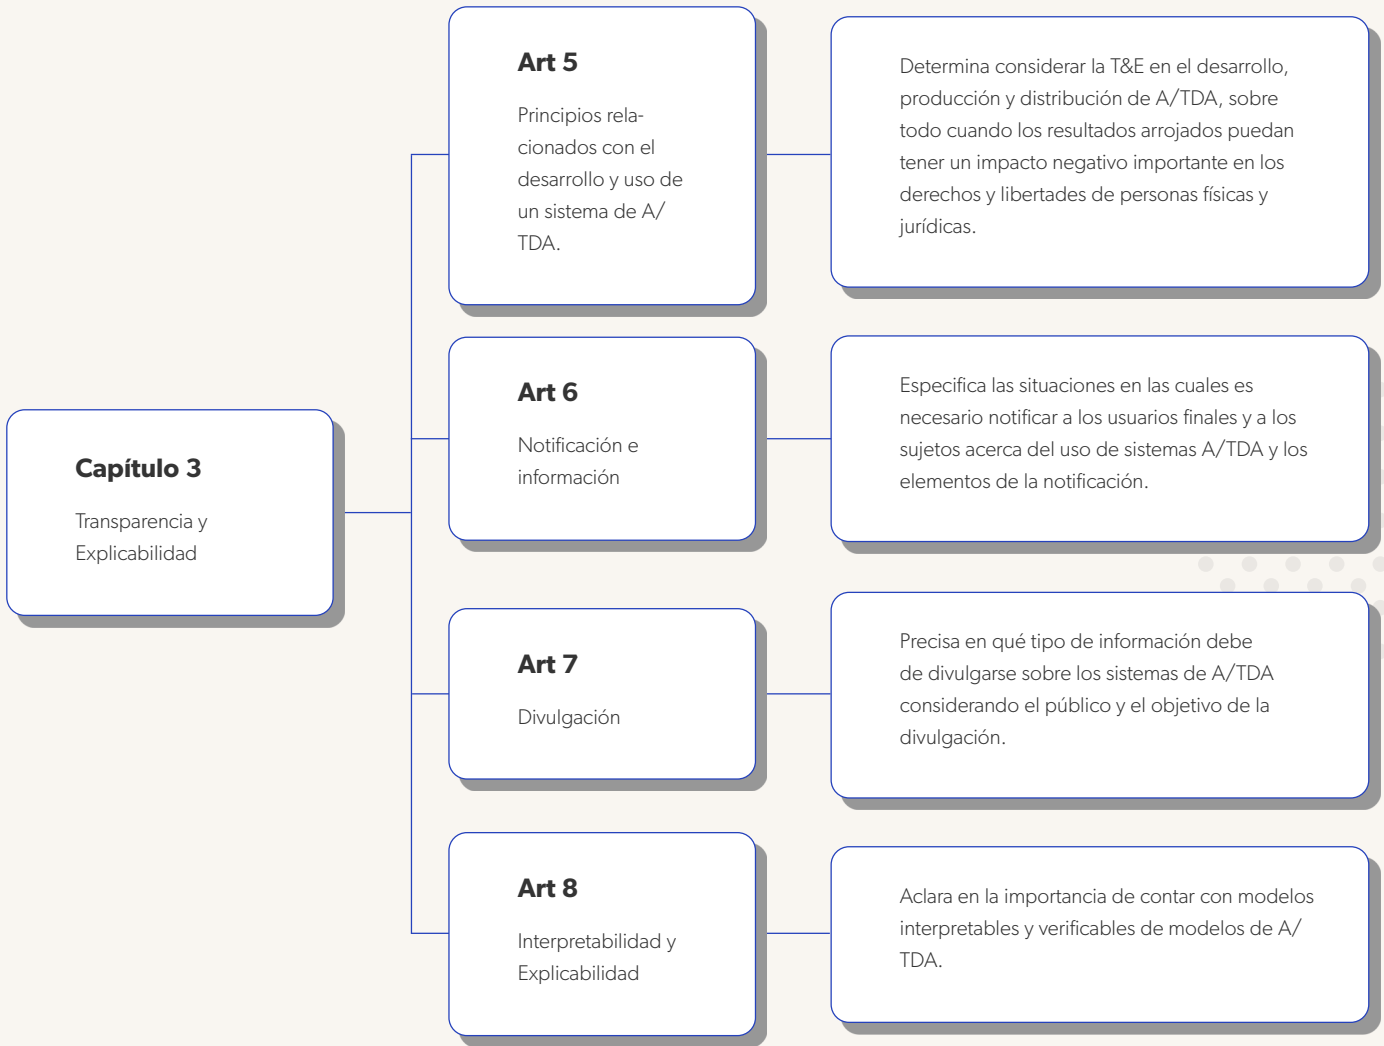 Capítulo 3
Transparencia y
Explicabilidad
Art 5
Principios rela-
cionados con el
desarrollo y uso de
un sistema de A/
TDA.
Determina considerar la T&E en el desarrollo,
producción y distribución de A/TDA, sobre
todo cuando los resultados arrojados puedan
tener un impacto negativo importante en los
derechos y libertades de personas físicas y
jurídicas.
Art 6
Notificación e
información
Especifica las situaciones en las cuales es
necesario notificar a los usuarios finales y a los
sujetos acerca del uso de sistemas A/TDA y los
elementos de la notificación.
Art 7
Divulgación
Precisa en qué tipo de información debe
de divulgarse sobre los sistemas de A/TDA
considerando el público y el objetivo de la
divulgación.
Art 8
Interpretabilidad y
Explicabilidad
Aclara en la importancia de contar con modelos
interpretables y verificables de modelos de A/
TDA.